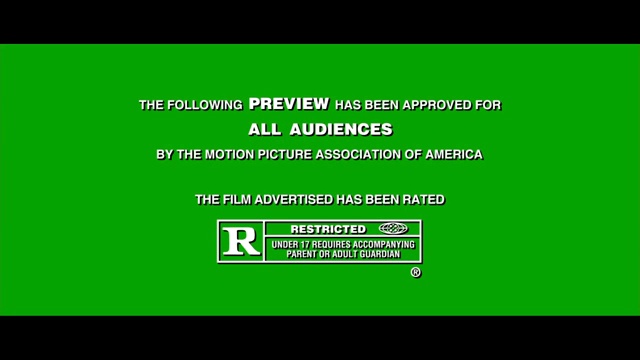 THE FOLLOWING PREVIEW HAS BEEN APPROVED FOR
ALL AUDIENCES
BY THE MOTION PICTURE ASSOCIATION OF AMERICA
THE FILM ADVERTISED HAS BEEN RATED
R RESTRICTED
UNDER 17 REQUIRES ACCOMPANYING
PARENT OR ADULT GUARDIAN
®